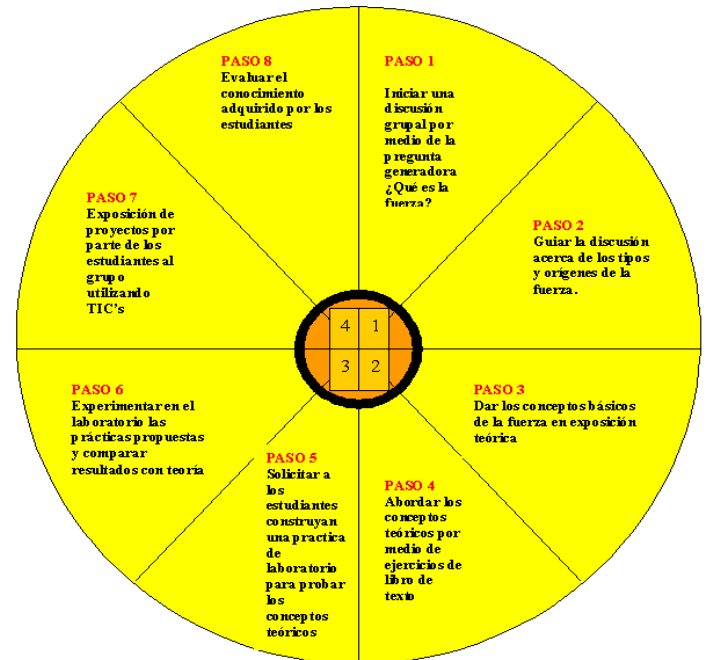 PASO 1
Iniciar una
discusión
grupal por
medio de la
pregunta
generadora
¿Qué es la
fuerza?
PASO 2
Guiar la discusión
acerca de los tipos
y orígenes de la
fuerza.
PASO 3
Dar los conceptos básicos
de la fuerza en exposición
teórica
PASO 4
Abordar los
conceptos
teóricos por
medio de
ejercicios de
libro de
texto
PASO 5
Solicitar a
los
estudiantes
construyan
una practica
de
laboratorio
para probar
los
conceptos
teóricos
PASO 6
Experimentar en el
laboratorio las
prácticas propuestas
y comparar
resultados con teoría
PASO 7
Exposición de
proyectos por
parte de los
estudiantes al
grupo
utilizando
TIC's
PASO 8
Evaluar el
conocimiento
adquirido por los
estudiantes
4 1
3 2